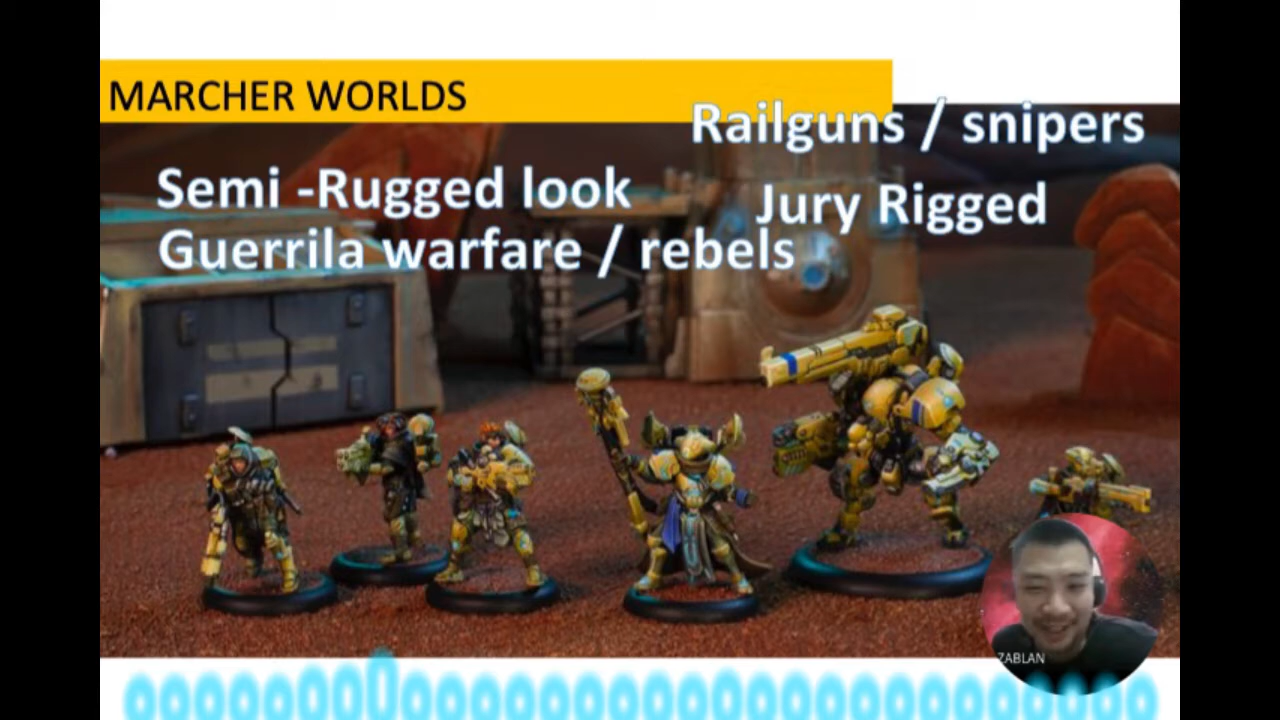 MARCHER WORLDS
Railguns / snipers
Semi -Rugged look
Jury Rigged
Guerrila warfare / rebels
ZABLAN